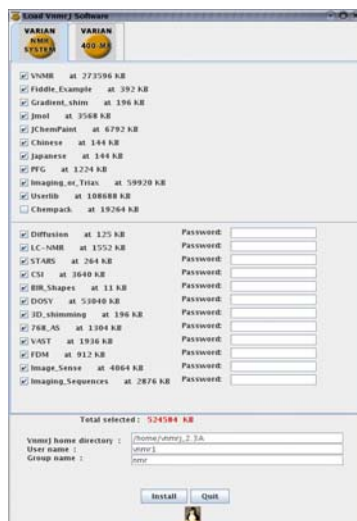 Load VnmrJ Software
VARIAN NMR SYSTEM
VARIAN 400-MR
VNMR at 273596 KB
Fiddle_Example at 392 KB
Gradient_shim at 196 KB
Jmol at 3568 KB
JChemPaint at 6792 KB
Chinese at 144 KB
Japanese at 144 KB
PFG at 1224 KB
Imaging_or_Triax at 59920 KB
Userlib at 108688 KB
Chempack at 19264 KB
Diffusion at 125 KB Password:
LC-NMR at 1552 KB Password:
STARS at 264 KB Password:
CSI at 3640 KB Password:
BIR_Shapes at 11 KB Password:
DOSY at 53040 KB Password:
3D_shimming at 196 KB Password:
768_AS at 1304 KB Password:
VAST at 1936 KB Password:
FDM at 912 KB Password:
Image_Sense at 4064 KB Password:
Imaging_Sequences at 2876 KB Password:
Total selected: 524584 KB
VnmrJ home directory : /home/vnmrj_2.3A
User name : vnmr1
Group name : nmr
Install Quit